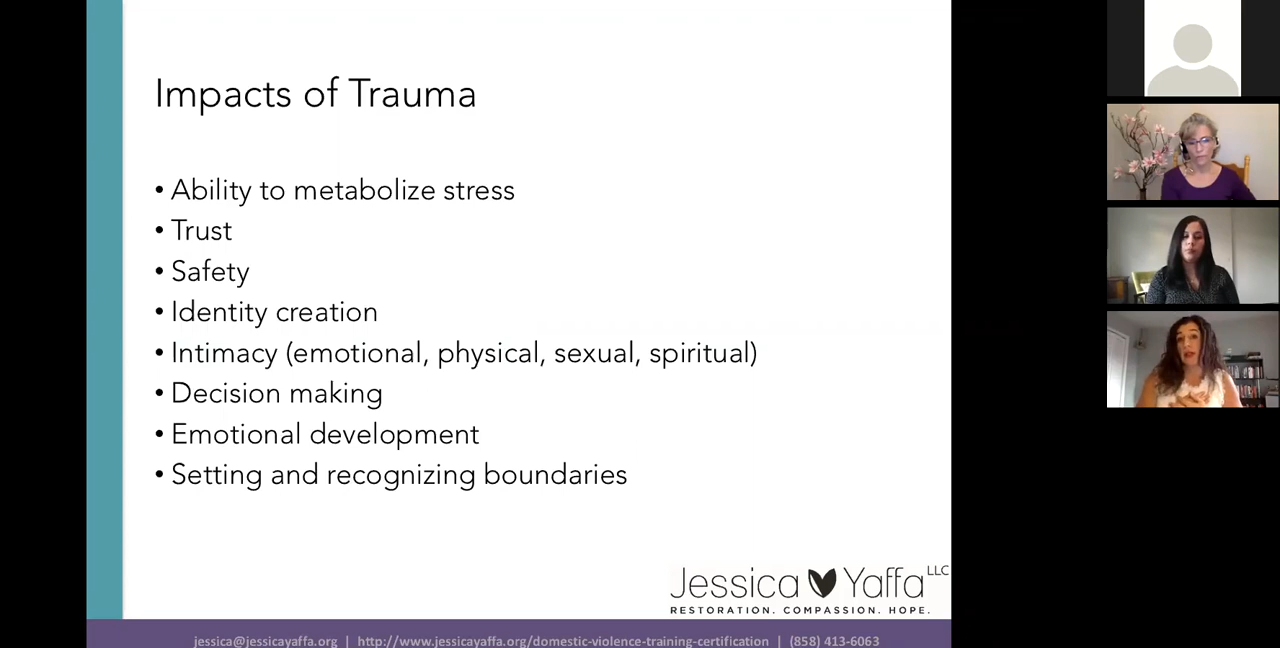 Impacts of Trauma
• Ability to metabolize stress
• Trust
• Safety
• Identity creation
• Intimacy (emotional, physical, sexual, spiritual)
• Decision making
• Emotional development
• Setting and recognizing boundaries
Jessica Yaffa LLC
RESTORATION. COMPASSION. HOPE.
jessica@jessicayaffa.org | http://www.jessicayaffa.org/domestic-violence-training-certification | (858) 413-6063